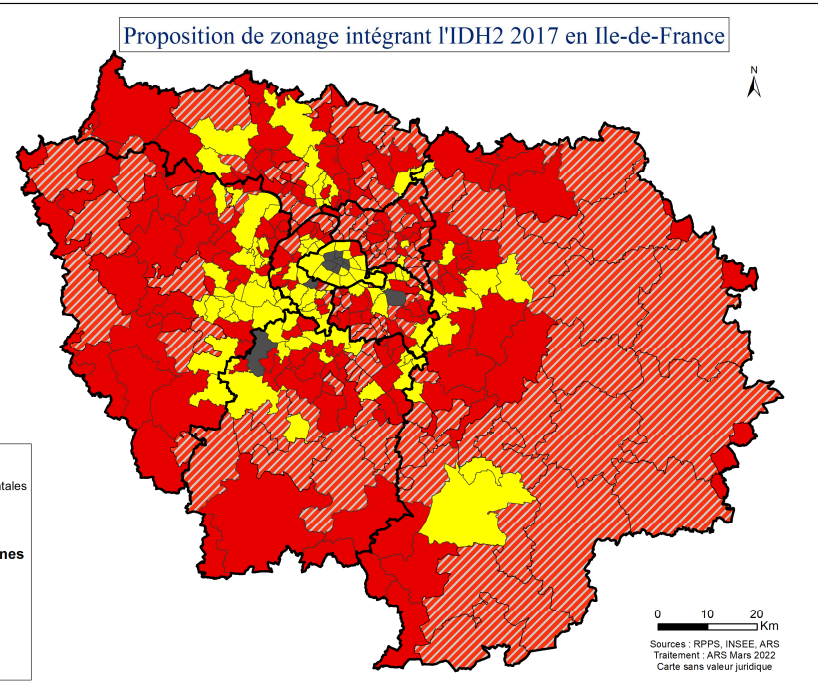 Proposition de zonage intégrant l'IDH2 2017 en Ile-de-France
N
0 10 20
Km
Sources : RPPS, INSEE, ARS
Traitement : ARS Mars 2022
Carte sans valeur juridique